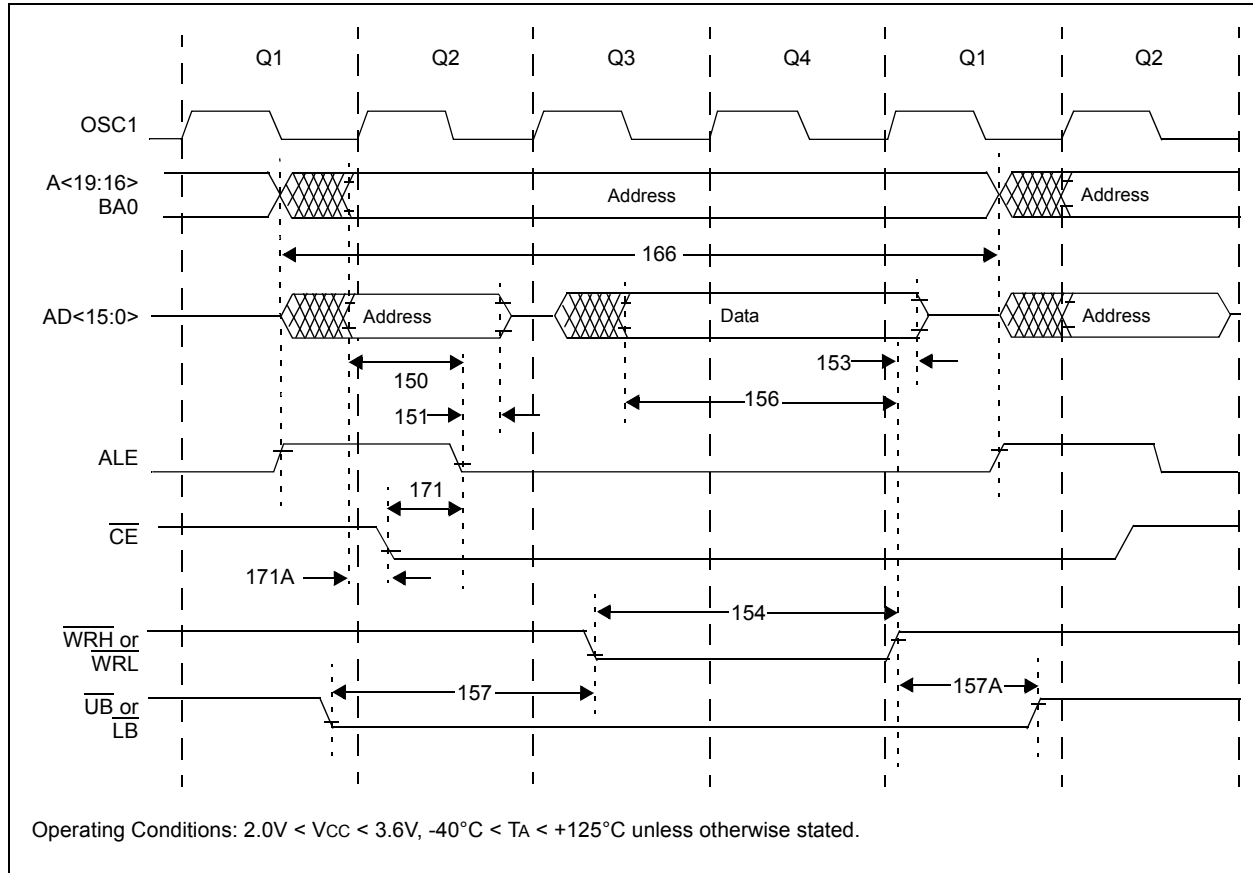 Q1 Q2 Q3 Q4 Q1 Q2
OSC1
A<19:16>
BA0
Address
Address
166
AD<15:0>
Address
Data
Address
150
153
151
156
ALE
171
CE
171A
154
WRH or
WRL
157
157A
UB or
LB
Operating Conditions: 2.0V < VCC < 3.6V, -40°C < TA < +125°C unless otherwise stated.